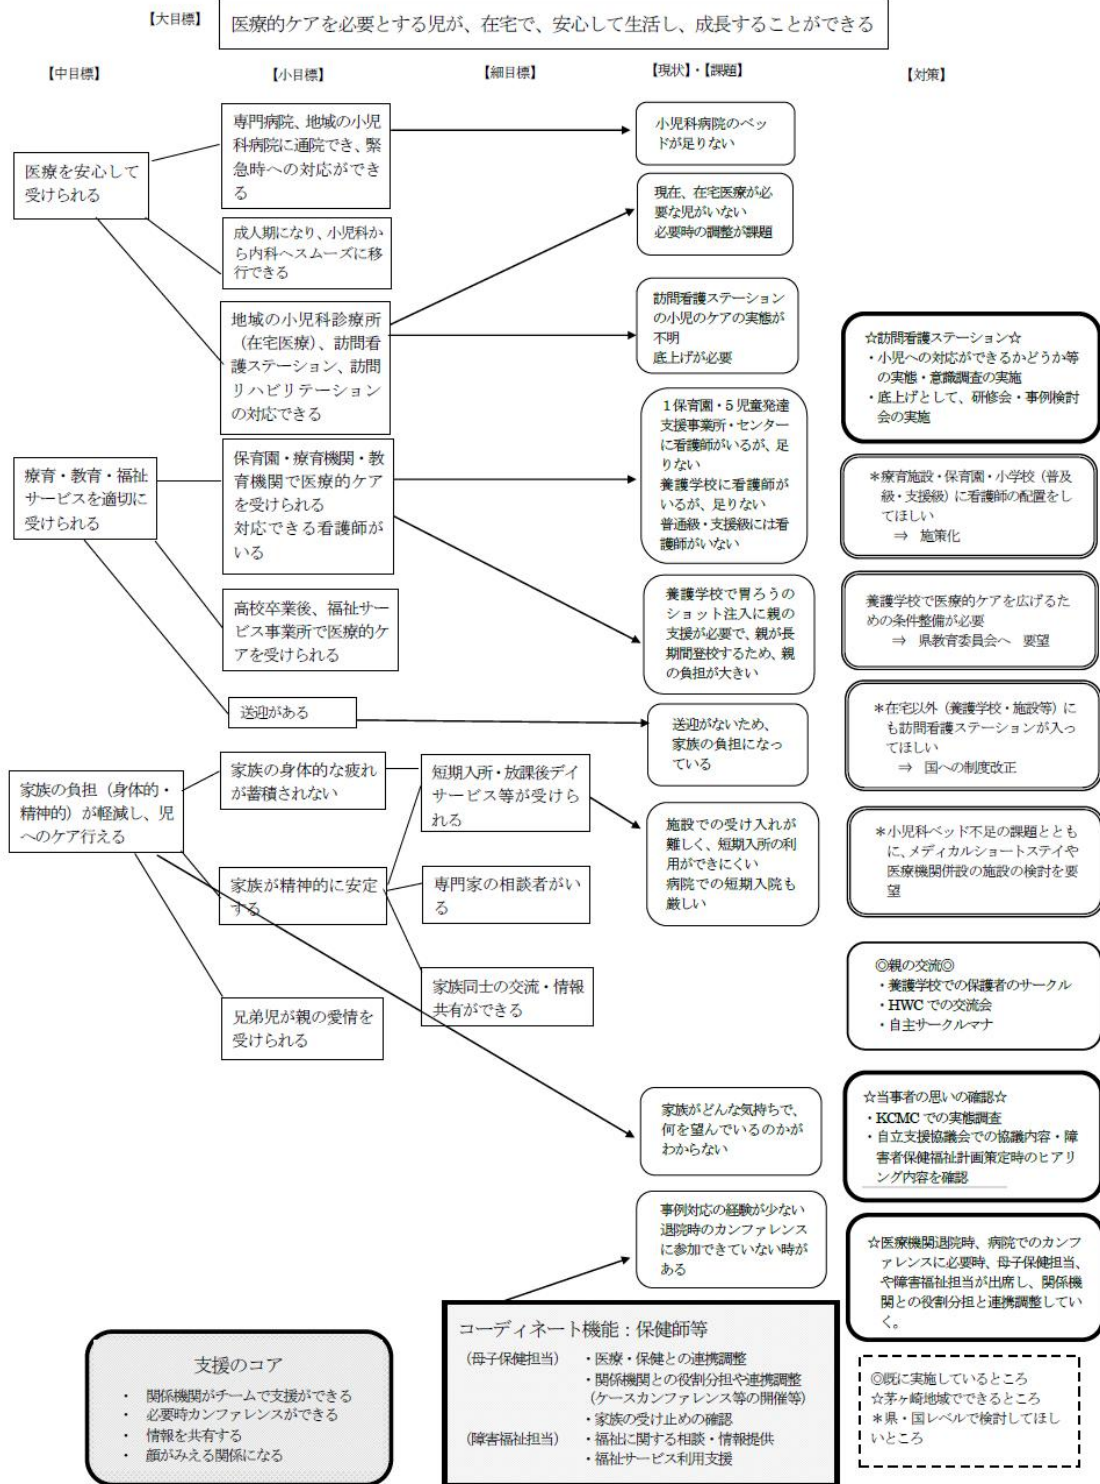 【大目標】
医療的ケアを必要とする児が、在宅で、安心して生活し、成長することができる
【中目標】
【小目標】
【細目標】
【現状】・【課題】
【対策】
医療を安心して
受けられる
療育・教育・福祉
サービスを適切に
受けられる
家族の負担（身体的・
精神的）が軽減し、児
へのケア行える
専門病院、地域の小児
科病院に通院でき、緊
急時への対応ができ
る
成人期になり、小児科か
ら内科へスムーズに移
行できる
地域の小児科診療所
（在宅医療）、訪問看
護ステーション、訪問
リハビリテーション
の対応できる
保育園・療育機関・教
育機関で医療的ケア
を受けられる
対応できる看護師が
いる
高校卒業後、福祉サー
ビス事業所で医療的ケ
アを受けられる
送迎がある
家族の身体的な疲れ
が蓄積されない
家族が精神的に安定
する
兄弟児が親の愛情を
受けられる
短期入所・放課後デイ
サービス等が受けら
れる
専門家の相談者がい
る
家族同士の交流・情報
共有ができる
小児科病院のベッ
ドが足りない
現在、在宅医療が必
要な児がいない
必要時の調整が課題
訪問看護ステーション
の小児のケアの実態が
不明
底上げが必要
１保育園・５児童発達
支援事業所・センター
に看護師がいるが、足
りない
養護学校に看護師が
いるが、足りない
普通級・支援級には看
護師がいない
養護学校で胃ろうの
ショット注入に親の
支援が必要で、親が長
期間登校するため、親
の負担が大きい
送迎がないため、
家族の負担になっ
ている
施設での受け入れが
難しく、短期入所の利
用ができにくい
病院での短期入院も
厳しい
家族がどんな気持ちで、
何を望んでいるのかが
わからない
事例対応の経験が少ない
退院時のカンファレンス
に参加できていない時が
ある
☆訪問看護ステーション☆
・小児への対応ができるかどうか等
の実態・意識調査の実施
・底上げとして、研修会・事例検討
会の実施
＊療育施設・保育園・小学校（普及
級・支援級）に看護師の配置をし
てほしい
⇒　施策化
養護学校で医療的ケアを広げるた
めの条件整備が必要
⇒　県教育委員会へ　要望
＊在宅以外（養護学校・施設等）に
も訪問看護ステーションが入っ
てほしい
⇒　国への制度改正
＊小児科ベッド不足の課題ととも
に、メディカルショートステイや
医療機関併設の施設の検討を要
望
◎親の交流◎
・養護学校での保護者のサークル
・HWC での交流会
・自主サークルマナ
☆当事者の思いの確認☆
・KCMC での実態調査
・自立支援協議会での協議内容・障
害者保健福祉計画策定時のヒアリ
ング内容を確認
☆医療機関退院時、病院でのカンフ
ァレンスに必要時、母子保健担当、
や障害福祉担当が出席し、関係機
関との役割分担と連携調整してい
く。
支援のコア
・　関係機関がチームで支援ができる
・　必要時カンファレンスができる
・　情報を共有する
・　顔がみえる関係になる
コーディネート機能：保健師等
（母子保健担当）　・医療・保健との連携調整
・関係機関との役割分担や連携調整
（ケースカンファレンス等の開催等）
・家族の受け止めの確認
（障害福祉担当）　・福祉に関する相談・情報提供
・福祉サービス利用支援
◎既に実施しているところ
☆茅ヶ崎地域でできるところ
＊県・国レベルで検討してほし
いところ